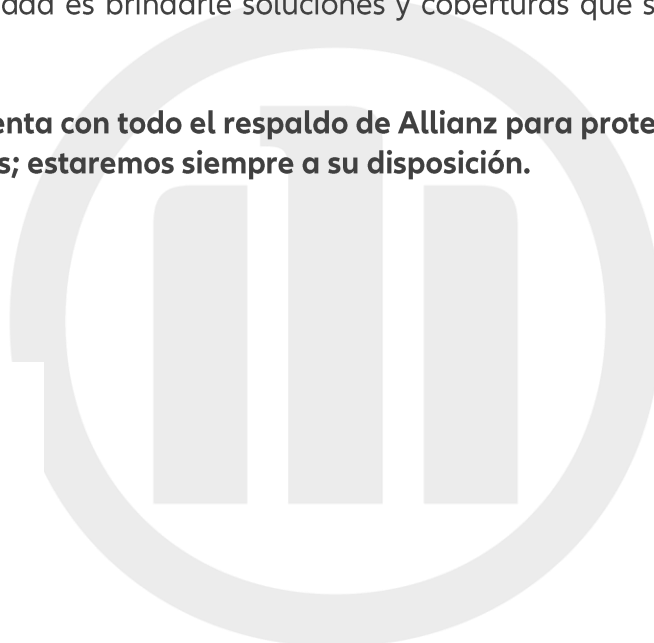 dad es brindarle soluciones y coberturas que s
enta con todo el respaldo de Allianz para prote
s; estaremos siempre a su disposición.